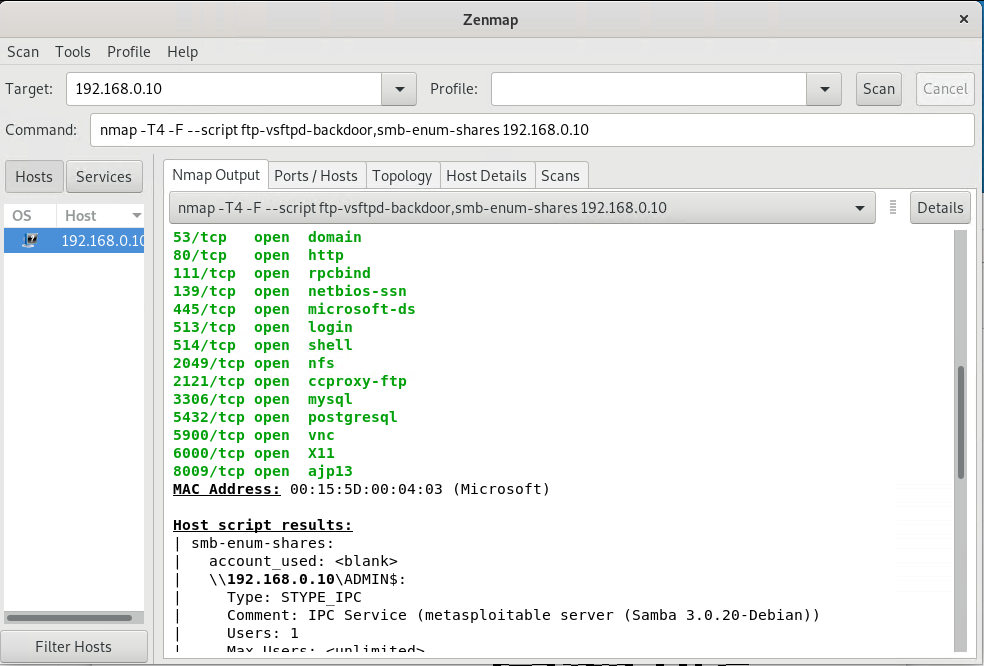 Zenmap
Scan Tools Profile Help
Target: 192.168.0.10 Profile: Scan Cancel
Command: nmap -T4 -F --script ftp-vsftpd-backdoor,smb-enum-shares 192.168.0.10
Hosts Services Nmap Output Ports / Hosts Topology Host Details Scans
nmap -T4 -F --script ftp-vsftpd-backdoor,smb-enum-shares 192.168.0.10 Details
OS Host
192.168.0.10
53/tcp open domain
80/tcp open http
111/tcp open rpcbind
139/tcp open netbios-ssn
445/tcp open microsoft-ds
513/tcp open login
514/tcp open shell
2049/tcp open nfs
2121/tcp open ccproxy-ftp
3306/tcp open mysql
5432/tcp open postgresql
5900/tcp open vnc
6000/tcp open X11
8009/tcp open ajp13
MAC Address: 00:15:5D:00:04:03 (Microsoft)
Host script results:
| smb-enum-shares:
| account_used: <blank>
| \\192.168.0.10\ADMIN$:
| Type: STYPE_IPC
| Comment: IPC Service (metasploitable server (Samba 3.0.20-Debian))
| Users: 1
| Max Users: <unlimited>
Filter Hosts